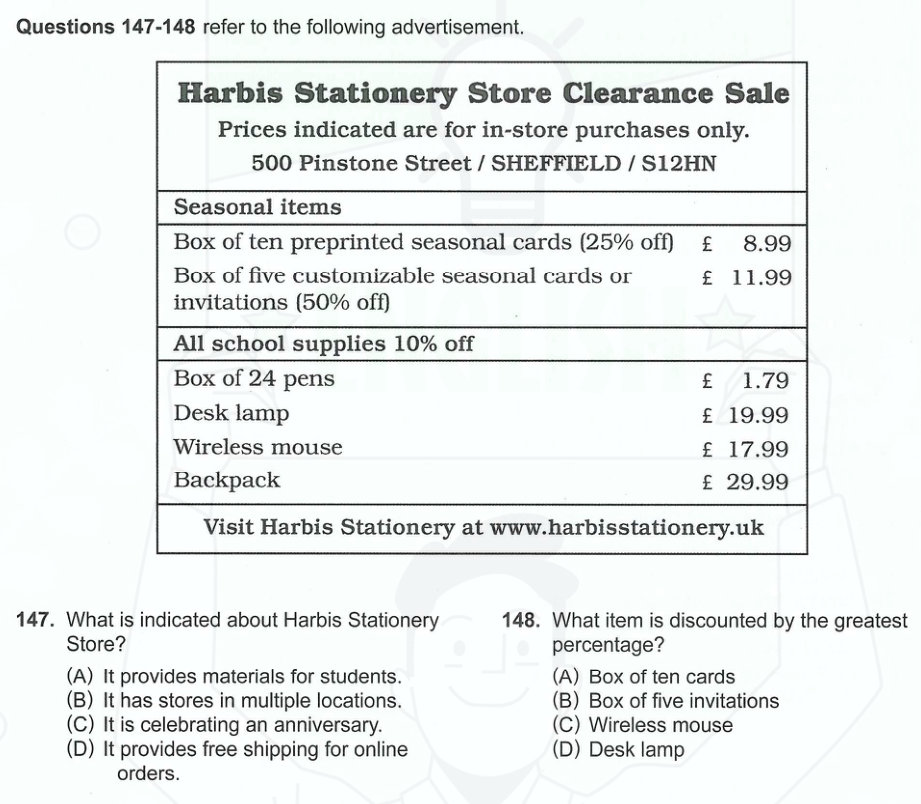 Questions 147-148 refer to the following advertisement.
Harbis Stationery Store Clearance Sale
Prices indicated are for in-store purchases only.
500 Pinstone Street / SHEFFIELD / S12HN
Seasonal items
Box of ten preprinted seasonal cards (25% off) £ 8.99
Box of five customizable seasonal cards or £ 11.99
invitations (50% off)
All school supplies 10% off
Box of 24 pens £ 1.79
Desk lamp £ 19.99
Wireless mouse £ 17.99
Backpack £ 29.99
Visit Harbis Stationery at www.harbisstationery.uk
147. What is indicated about Harbis Stationery
Store?
(A) It provides materials for students.
(B) It has stores in multiple locations.
(C) It is celebrating an anniversary.
(D) It provides free shipping for online
orders.
148. What item is discounted by the greatest
percentage?
(A) Box of ten cards
(B) Box of five invitations
(C) Wireless mouse
(D) Desk lamp